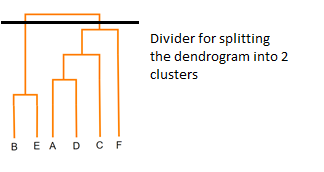 Divider for splitting
the dendrogram into 2
clusters
B E A D C F